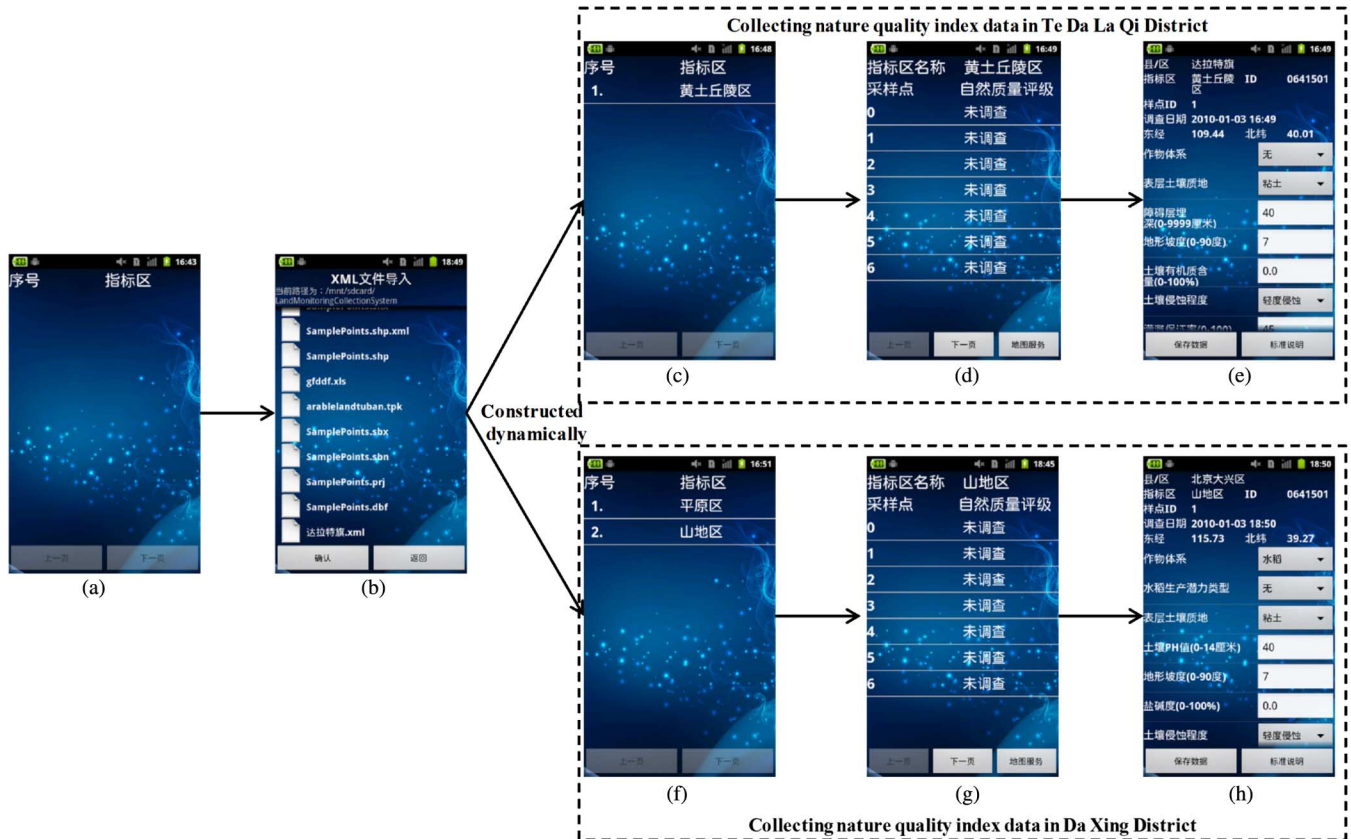 Collecting nature quality index data in Te Da La Qi District
16:48
序号 指标区
1. 黄土丘陵区
上一页 下一页
(c)
16:49
指标区名称 黄土丘陵区
采样点 自然质量评级
0 未调查
1 未调查
2 未调查
3 未调查
4 未调查
5 未调查
6 未调查
上一页 下一页 地图服务
(d)
16:49
县/区 达拉特旗
指标区 黄土丘陵区 ID 0641501
样点ID 1
调查日期 2010-01-03 16:49
东经 109.44 北纬 40.01
作物体系 无
表层土壤质地 粘土
障碍层埋
深(0-9999厘米) 40
地形坡度(0-90度) 7
土壤有机质含
量(0-100%) 0.0
土壤侵蚀程度 轻度侵蚀
灌溉保证率(0-100) 45
保存数据 标准说明
(e)
16:43
序号 指标区
上一页 下一页
(a)
18:49
XML文件导入
当前路径为：/mnt/sdcard/
LandMonitoringCollectionSystem
SamplePoints.shp.xml
SamplePoints.shp
gfddf.xls
arablelandtuban.tpk
SamplePoints.sbx
SamplePoints.sbn
SamplePoints.prj
SamplePoints.dbf
达拉特旗.xml
确认 返回
(b)
Constructed
dynamically
16:51
序号 指标区
1. 平原区
2. 山地区
上一页 下一页
(f)
18:45
指标区名称 山地区
采样点 自然质量评级
0 未调查
1 未调查
2 未调查
3 未调查
4 未调查
5 未调查
6 未调查
上一页 下一页 地图服务
(g)
18:50
县/区 北京大兴区
指标区 山地区 ID 0641501
样点ID 1
调查日期 2010-01-03 18:50
东经 115.73 北纬 39.27
作物体系 水稻
水稻生产潜力类型 无
表层土壤质地 粘土
土壤PH值(0-14厘米) 40
地形坡度(0-90度) 7
盐碱度(0-100%) 0.0
土壤侵蚀程度 轻度侵蚀
保存数据 标准说明
(h)
Collecting nature quality index data in Da Xing District